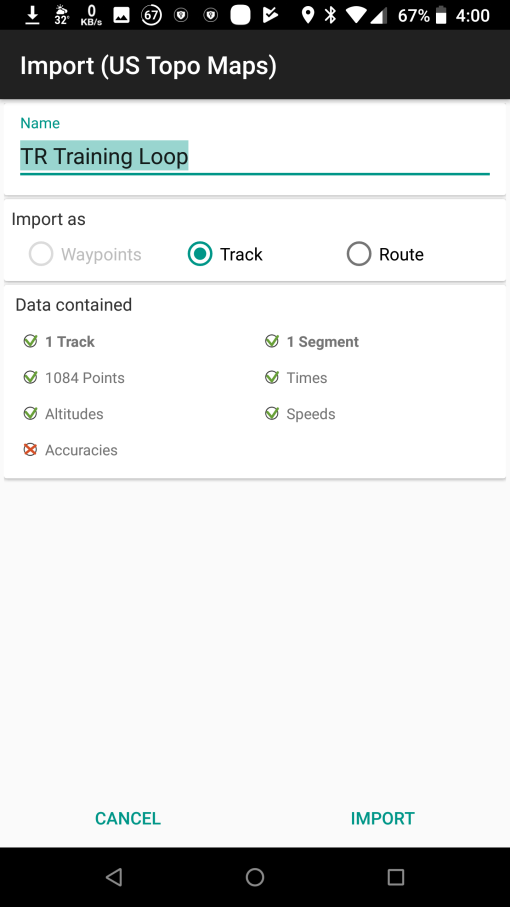 32° 0 KB/s 67 67% 4:00
Import (US Topo Maps)
Name
TR Training Loop
Import as
Waypoints Track Route
Data contained
1 Track 1 Segment
1084 Points Times
Altitudes Speeds
Accuracies
CANCEL IMPORT